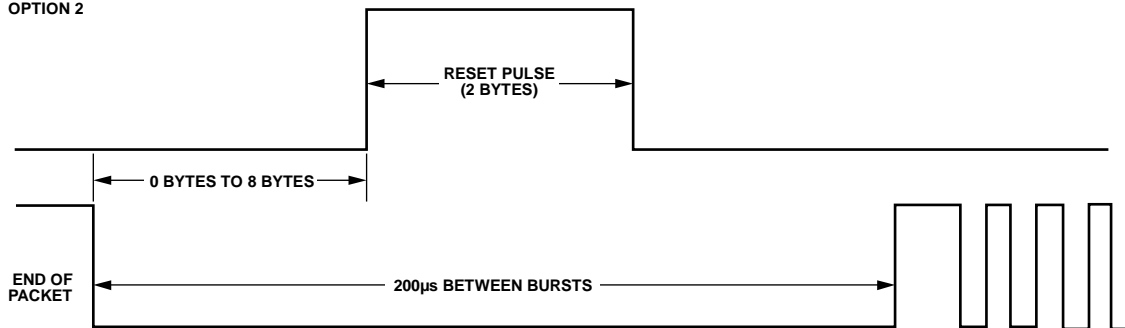 OPTION 2
RESET PULSE
(2 BYTES)
0 BYTES TO 8 BYTES
END OF
PACKET
200µs BETWEEN BURSTS